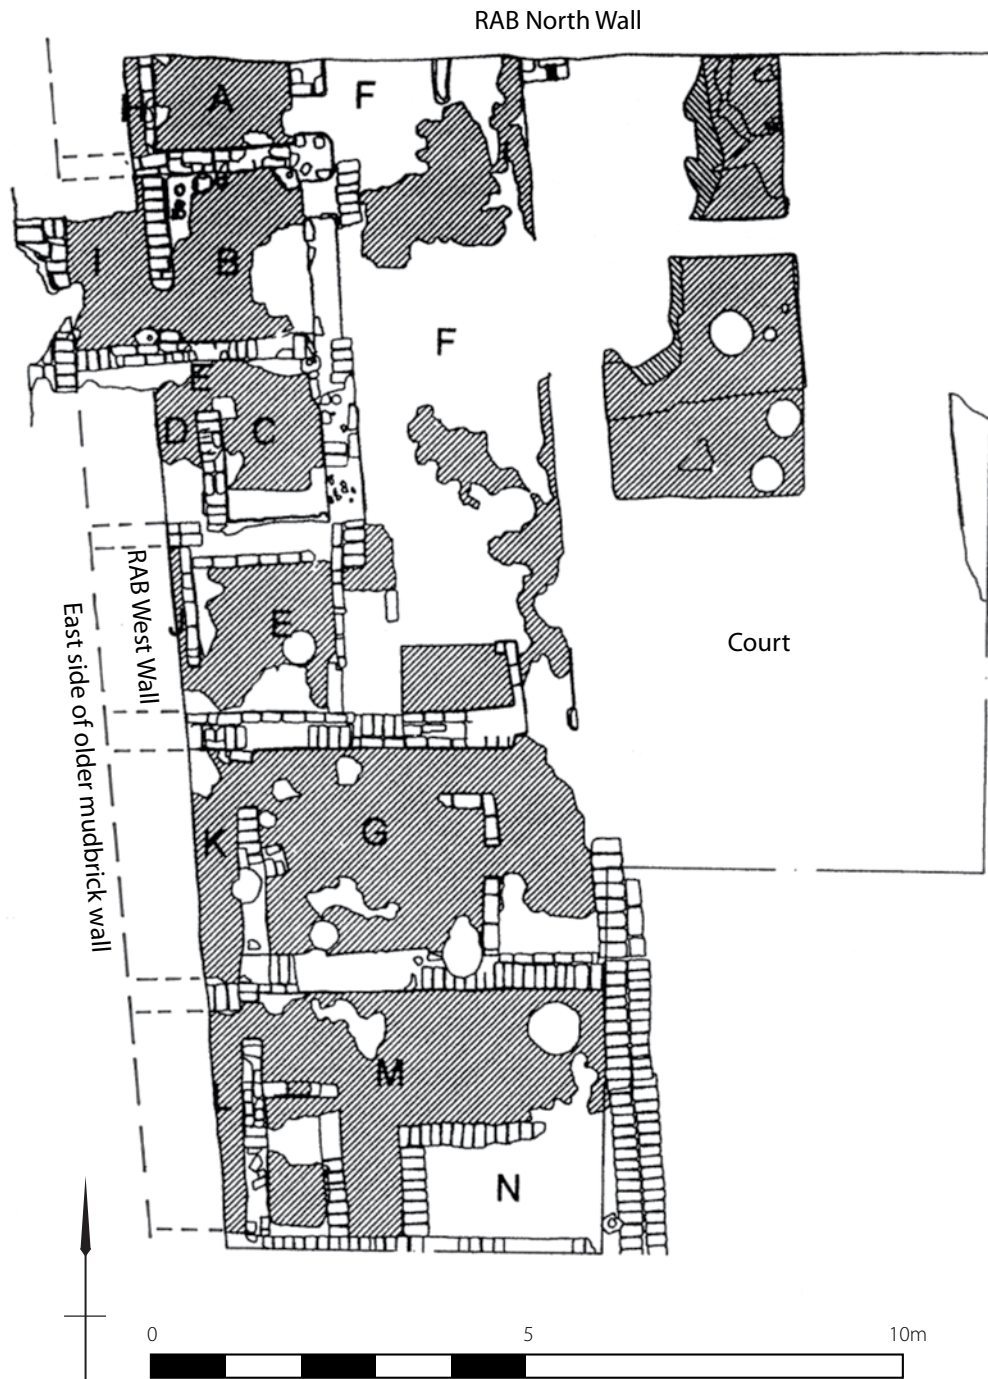 RAB North Wall
H
A
F
I
B
F
E
D
C
RAB West Wall
East side of older mudbrick wall
J
E
Court
K
G
L
M
N
0 5 10m